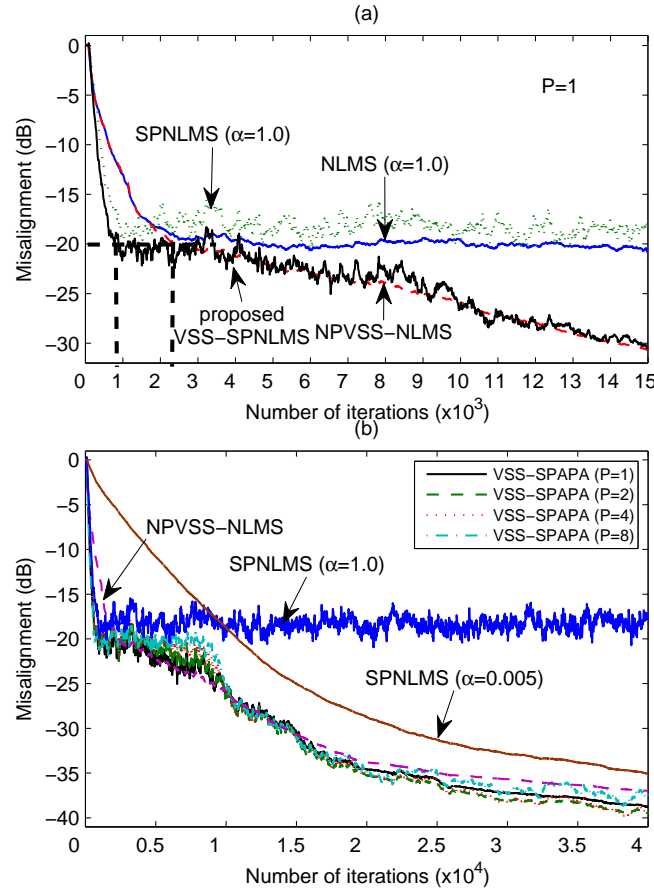 (a)
0
−5
−10
−15
−20
−25
−30
Misalignment (dB)
P=1
SPNLMS (α=1.0)
NLMS (α=1.0)
proposed
VSS−SPNLMS
NPVSS−NLMS
0 1 2 3 4 5 6 7 8 9 10 11 12 13 14 15
Number of iterations (x10³)
(b)
0
−5
−10
−15
−20
−25
−30
−35
−40
Misalignment (dB)
VSS−SPAPA (P=1)
VSS−SPAPA (P=2)
VSS−SPAPA (P=4)
VSS−SPAPA (P=8)
NPVSS−NLMS
SPNLMS (α=1.0)
SPNLMS (α=0.005)
0 0.5 1 1.5 2 2.5 3 3.5 4
Number of iterations (x10⁴)